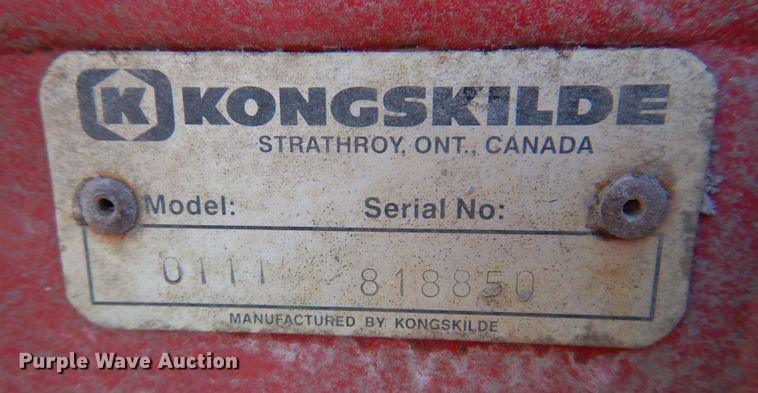 K KONGSKILDE
STRATHROY, ONT., CANADA
Model: Serial No:
0111 818850
MANUFACTURED BY KONGSKILDE
Purple Wave Auction